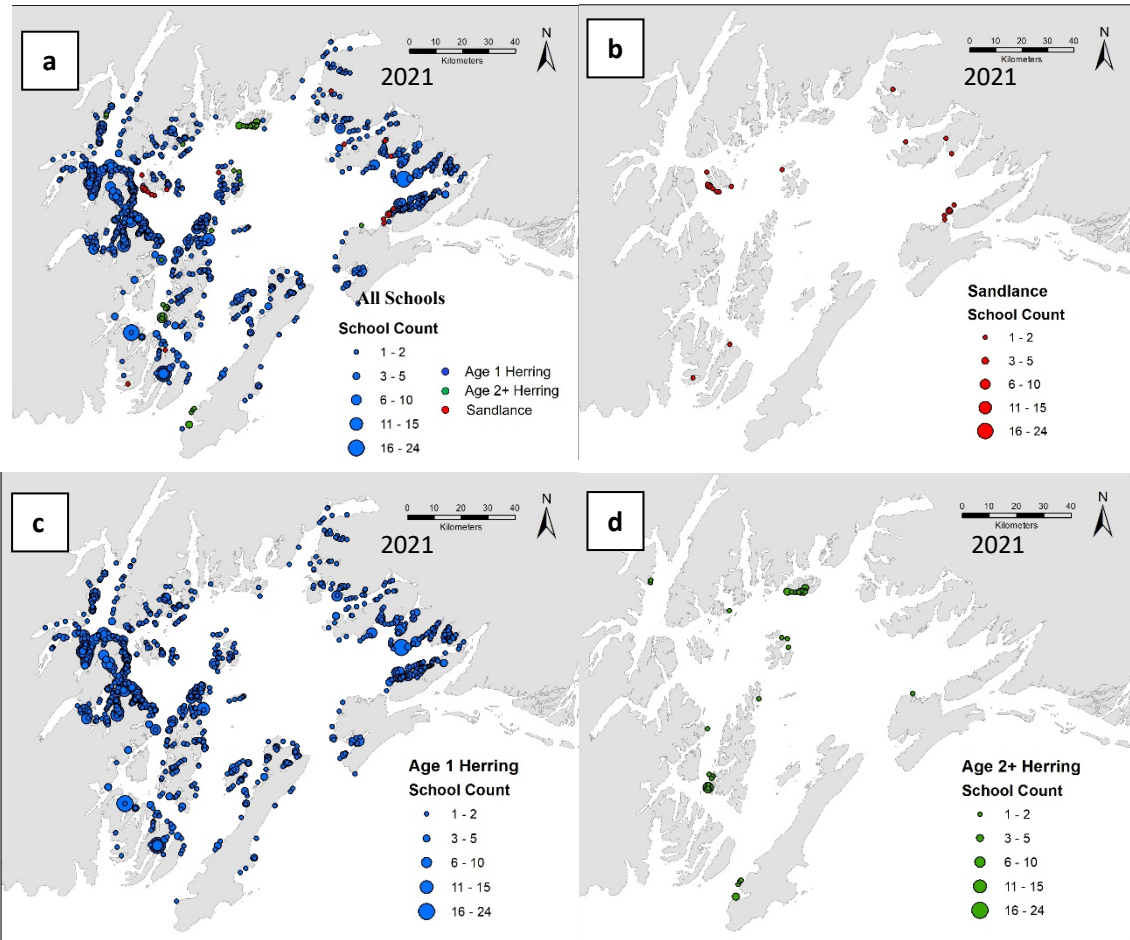 a
N
0 10 20 30 40
Kilometers
2021
All Schools
School Count
1 - 2
3 - 5
6 - 10
11 - 15
16 - 24
Age 1 Herring
Age 2+ Herring
Sandlance
b
N
0 10 20 30 40
Kilometers
2021
Sandlance
School Count
1 - 2
3 - 5
6 - 10
11 - 15
16 - 24
c
N
0 10 20 30 40
Kilometers
2021
Age 1 Herring
School Count
1 - 2
3 - 5
6 - 10
11 - 15
16 - 24
d
N
0 10 20 30 40
Kilometers
2021
Age 2+ Herring
School Count
1 - 2
3 - 5
6 - 10
11 - 15
16 - 24